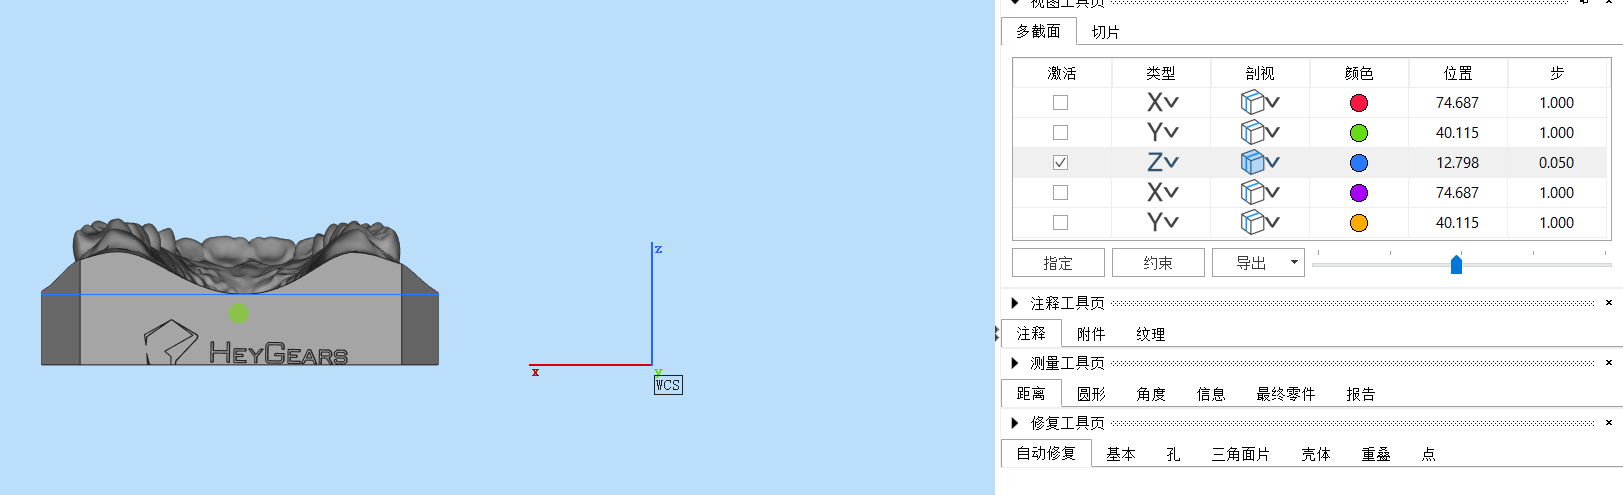 视图工具页
多截面 切片
激活 类型 剖视 颜色 位置 步
X 74.687 1.000
Y 40.115 1.000
Z 12.798 0.050
X 74.687 1.000
Y 40.115 1.000
指定 约束 导出
注释工具页
注释 附件 纹理
测量工具页
距离 圆形 角度 信息 最终零件 报告
修复工具页
自动修复 基本 孔 三角面片 壳体 重叠 点
HEYGEARS
z
x
y
WCS